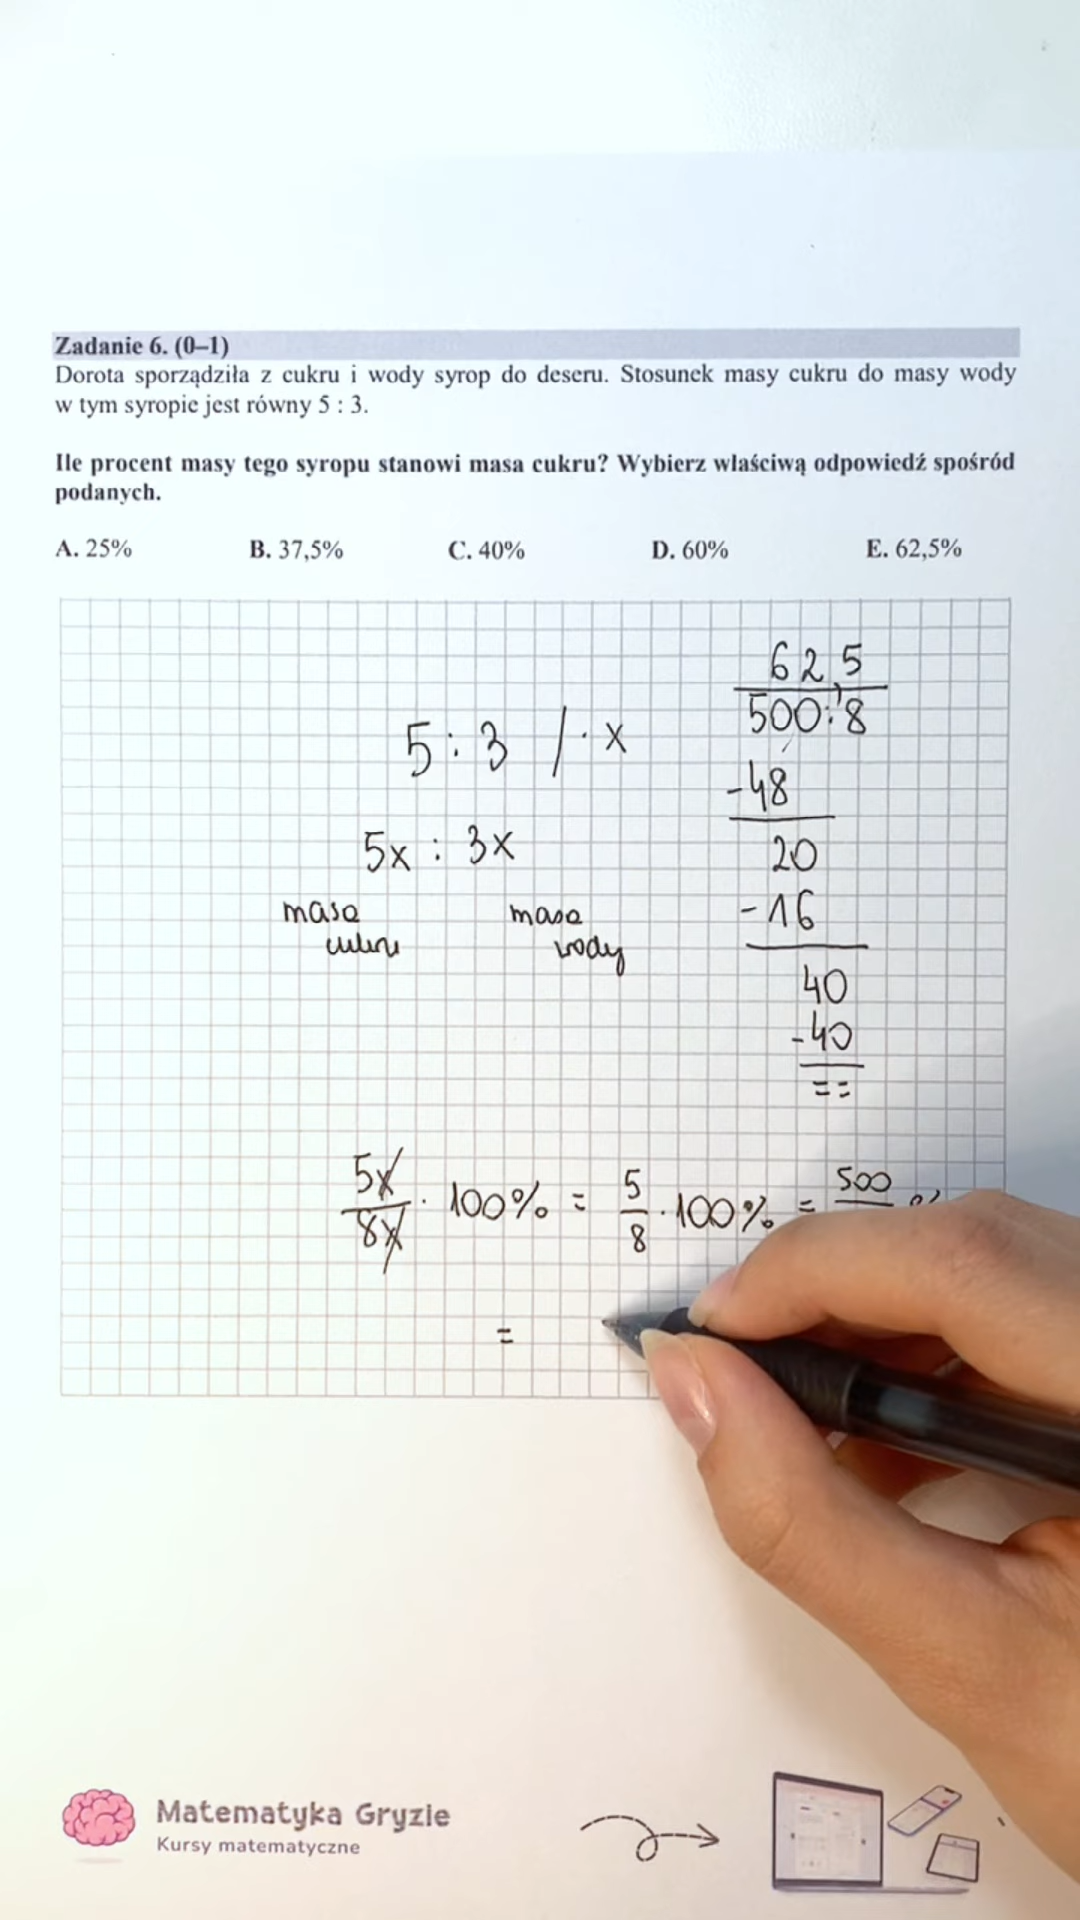 Zadanie 6. (0–1)
Dorota sporządziła z cukru i wody syrop do deseru. Stosunek masy cukru do masy wody
w tym syropie jest równy 5 : 3.
Ile procent masy tego syropu stanowi masa cukru? Wybierz właściwą odpowiedź spośród
podanych.
A. 25% B. 37,5% C. 40% D. 60% E. 62,5%
62,5
500:8
-48
20
-16
40
-40
==
5:3 /·x
5x : 3x
masa cukru
masa wody
5x/8x · 100% = 5/8 · 100% = 500
=
Matematyka Gryzie
Kursy matematyczne